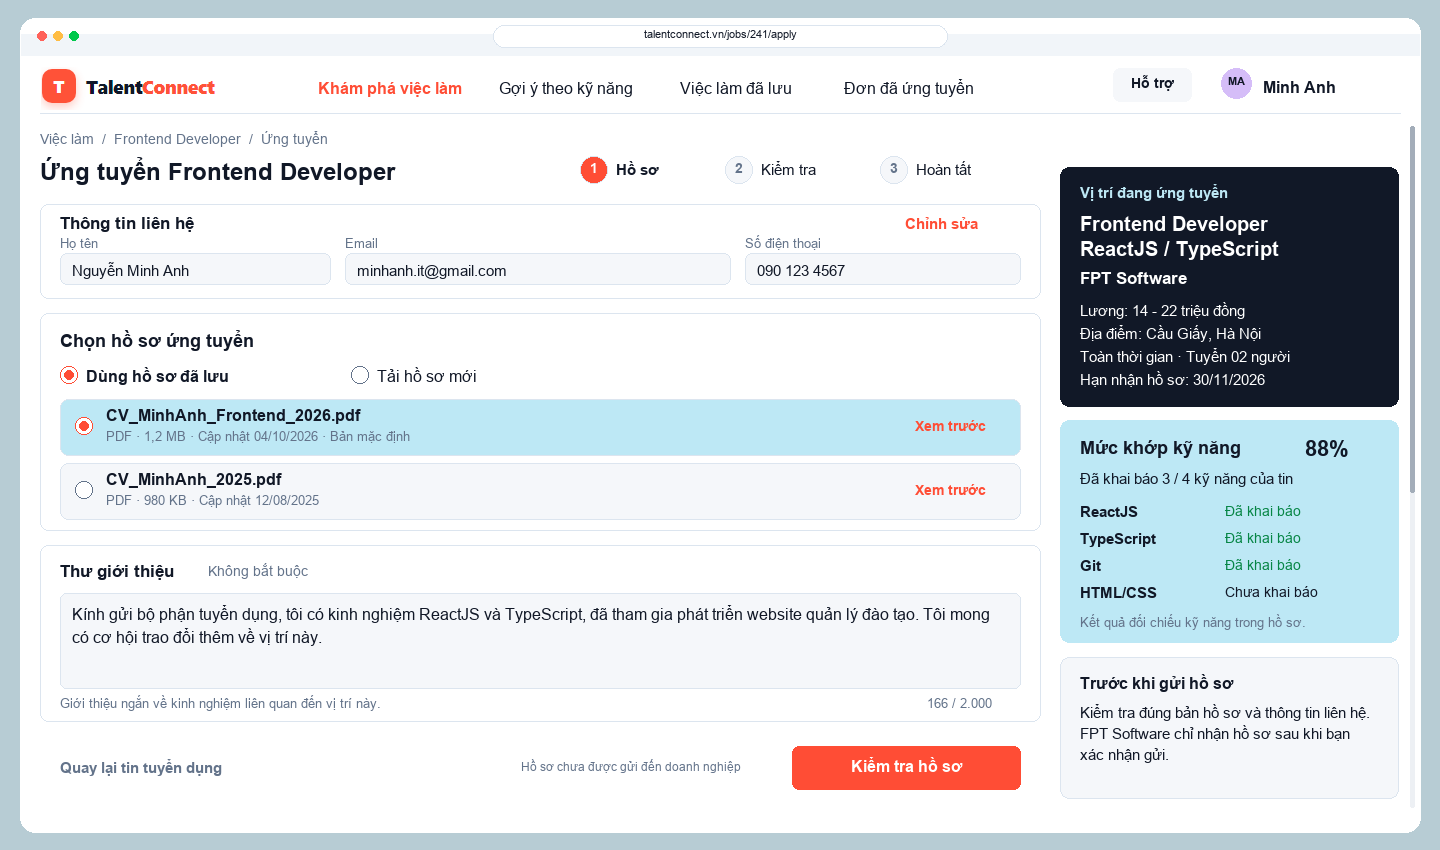 talentconnect.vn/jobs/241/apply
T TalentConnect
Khám phá việc làm
Gợi ý theo kỹ năng
Việc làm đã lưu
Đơn đã ứng tuyển
Hỗ trợ
MA
Minh Anh
Việc làm / Frontend Developer / Ứng tuyển
Ứng tuyển Frontend Developer
1 Hồ sơ
2 Kiểm tra
3 Hoàn tất
Thông tin liên hệ
Chỉnh sửa
Họ tên
Email
Số điện thoại
Nguyễn Minh Anh
minhanh.it@gmail.com
090 123 4567
Chọn hồ sơ ứng tuyển
Dùng hồ sơ đã lưu
Tải hồ sơ mới
CV_MinhAnh_Frontend_2026.pdf
PDF · 1,2 MB · Cập nhật 04/10/2026 · Bản mặc định
Xem trước
CV_MinhAnh_2025.pdf
PDF · 980 KB · Cập nhật 12/08/2025
Xem trước
Thư giới thiệu
Không bắt buộc
Kính gửi bộ phận tuyển dụng, tôi có kinh nghiệm ReactJS và TypeScript, đã tham gia phát triển website quản lý đào tạo. Tôi mong
có cơ hội trao đổi thêm về vị trí này.
Giới thiệu ngắn về kinh nghiệm liên quan đến vị trí này.
166 / 2.000
Quay lại tin tuyển dụng
Hồ sơ chưa được gửi đến doanh nghiệp
Kiểm tra hồ sơ
Vị trí đang ứng tuyển
Frontend Developer
ReactJS / TypeScript
FPT Software
Lương: 14 - 22 triệu đồng
Địa điểm: Cầu Giấy, Hà Nội
Toàn thời gian · Tuyển 02 người
Hạn nhận hồ sơ: 30/11/2026
Mức khớp kỹ năng
88%
Đã khai báo 3 / 4 kỹ năng của tin
ReactJS Đã khai báo
TypeScript Đã khai báo
Git Đã khai báo
HTML/CSS Chưa khai báo
Kết quả đối chiếu kỹ năng trong hồ sơ.
Trước khi gửi hồ sơ
Kiểm tra đúng bản hồ sơ và thông tin liên hệ.
FPT Software chỉ nhận hồ sơ sau khi bạn
xác nhận gửi.